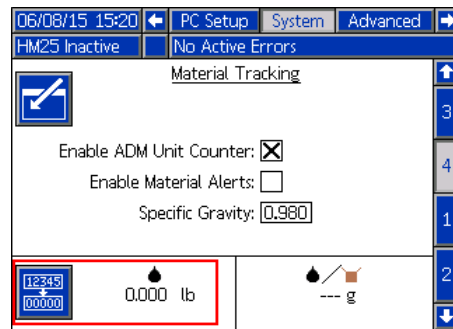 06/08/15 15:20 PC Setup System Advanced
HM25 Inactive No Active Errors
Material Tracking
3
Enable ADM Unit Counter:
4
Enable Material Alerts:
Specific Gravity: 0.980
1
12345
00000
0.000 lb
--- g
2